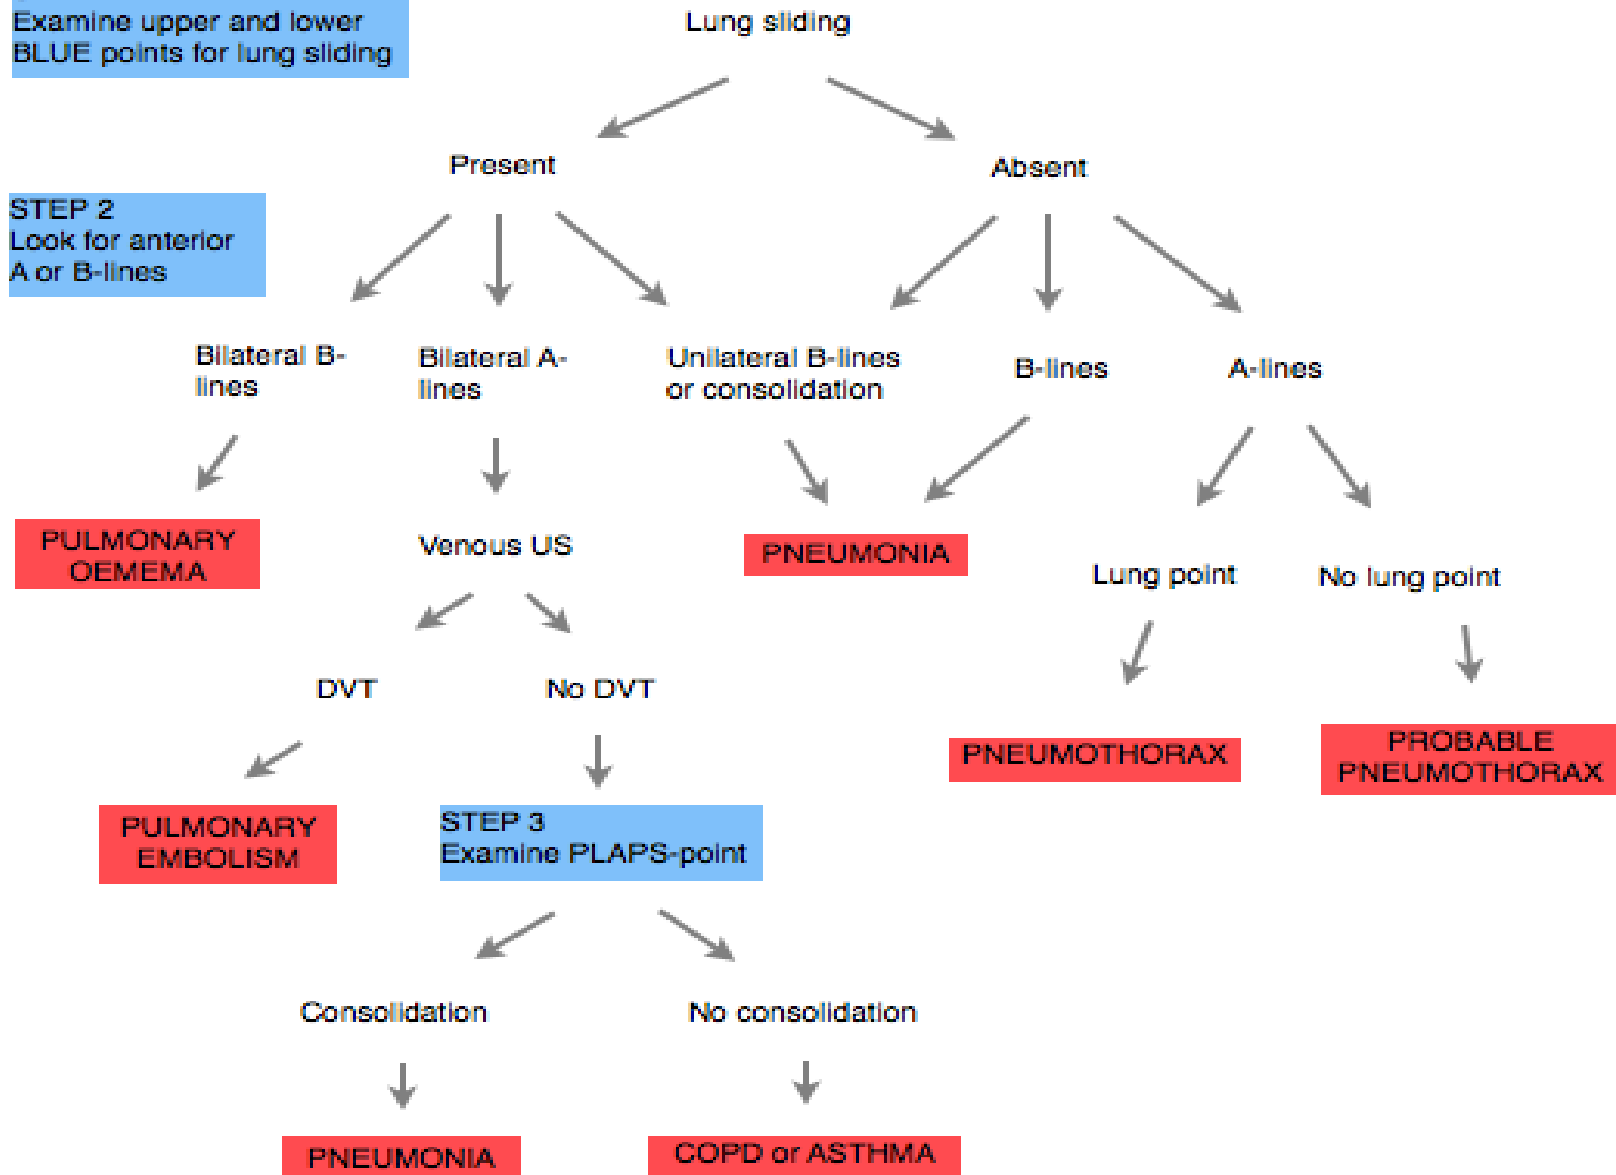 Examine upper and lower
BLUE points for lung sliding
Lung sliding
Present
Absent
STEP 2
Look for anterior
A or B-lines
Bilateral B-
lines
Bilateral A-
lines
Unilateral B-lines
or consolidation
B-lines
A-lines
PULMONARY
OEMEMA
Venous US
PNEUMONIA
Lung point
No lung point
DVT
No DVT
PNEUMOTHORAX
PROBABLE
PNEUMOTHORAX
PULMONARY
EMBOLISM
STEP 3
Examine PLAPS-point
Consolidation
No consolidation
PNEUMONIA
COPD or ASTHMA